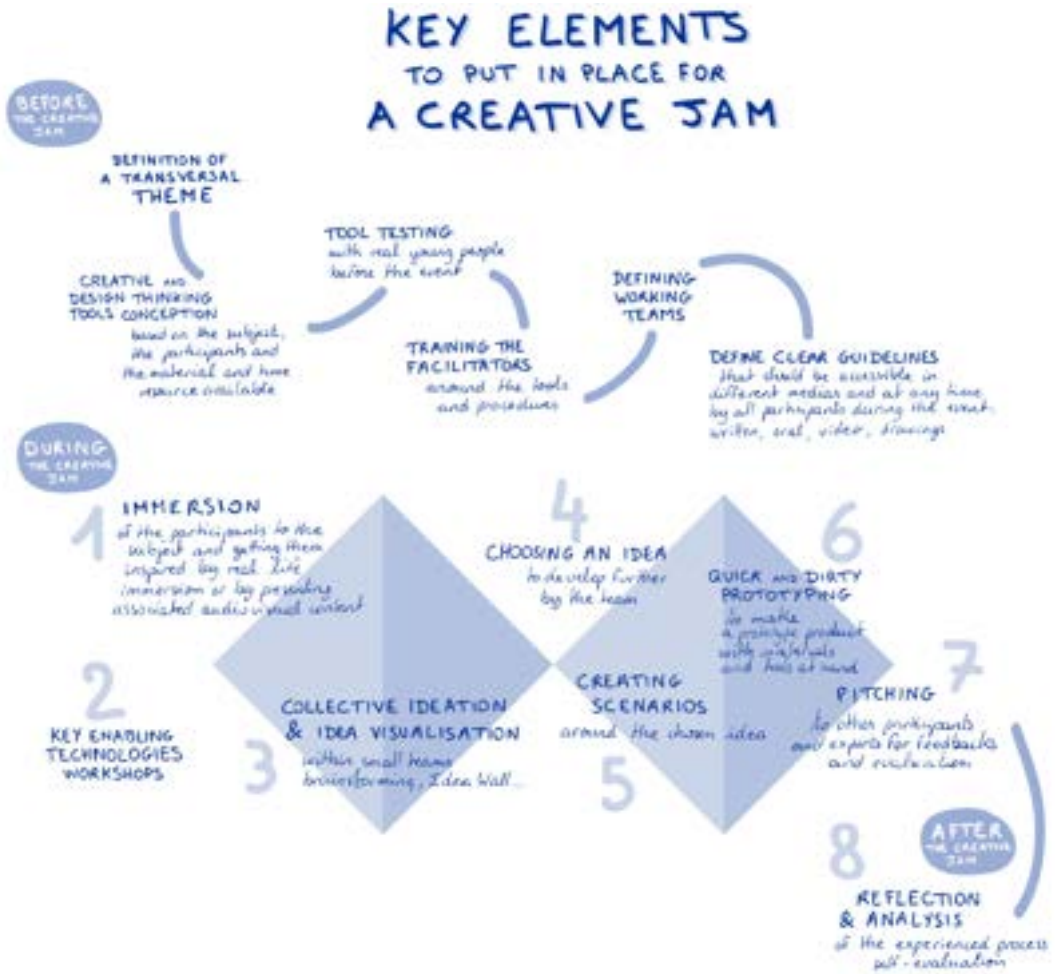 KEY ELEMENTS
TO PUT IN PLACE FOR
A CREATIVE JAM
BEFORE
THE CREATIVE
JAM
DEFINITION OF
A TRANSVERSAL
THEME
CREATIVE AND
DESIGN THINKING
TOOLS CONCEPTION
based on the subject,
the participants and
the material and time
resource available
TOOL TESTING
with real young people
before the event
TRAINING THE
FACILITATORS
around the tools
and procedures
DEFINING
WORKING
TEAMS
DEFINE CLEAR GUIDELINES
that should be accessible in
different medias and at any time
by all participants during the event:
written, oral, video, drawings
DURING
THE CREATIVE
JAM
1
IMMERSION
of the participants to the
subject and getting them
inspired by real life
immersion or by providing
associated audiovisual content
2
KEY ENABLING
TECHNOLOGIES
WORKSHOPS
3
COLLECTIVE IDEATION
& IDEA VISUALISATION
within small teams
brainstorming, Idea Wall...
4
CHOOSING AN IDEA
to develop further
by the team
5
CREATING
SCENARIOS
around the chosen idea
6
QUICK AND DIRTY
PROTOTYPING
to make
a prototype product
with materials
and tools at hand
7
PITCHING
to other participants
and experts for feedbacks
and evaluation
AFTER
THE CREATIVE
JAM
8
REFLECTION
& ANALYSIS
of the experienced process
self-evaluation